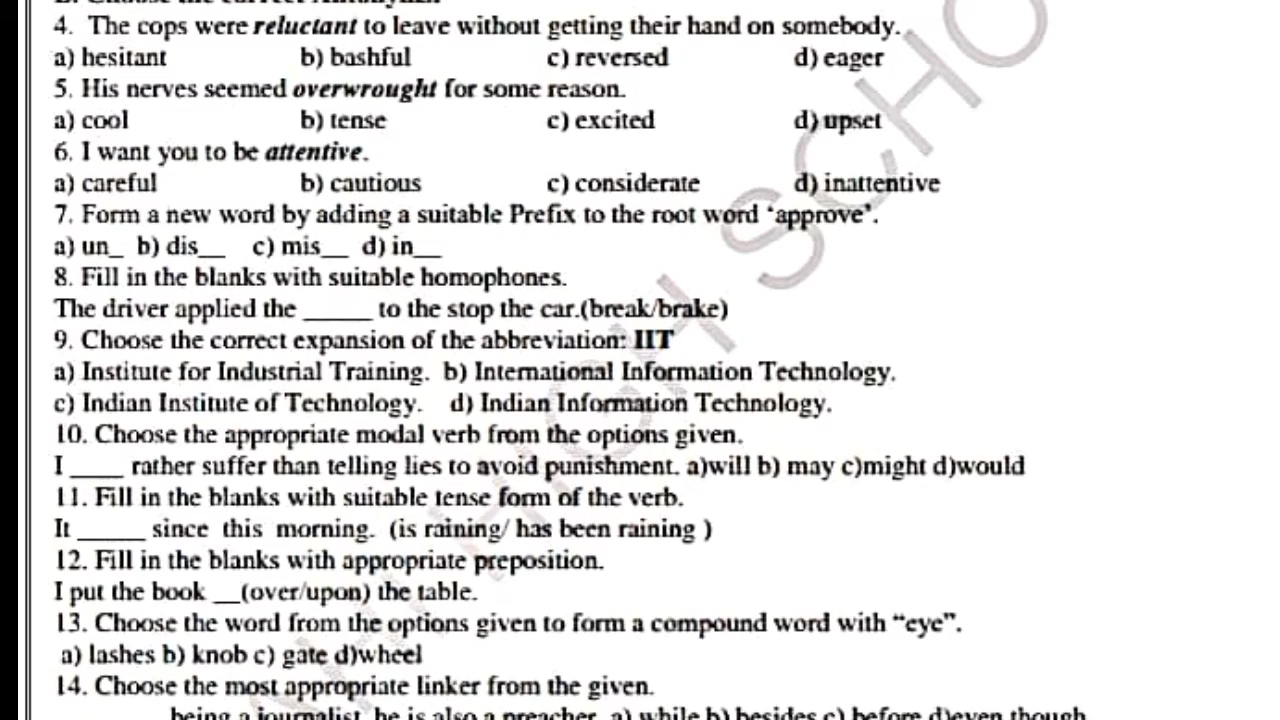 B. Choose the correct Antonyms.
4. The cops were reluctant to leave without getting their hand on somebody.
a) hesitant b) bashful c) reversed d) eager
5. His nerves seemed overwrought for some reason.
a) cool b) tense c) excited d) upset
6. I want you to be attentive.
a) careful b) cautious c) considerate d) inattentive
7. Form a new word by adding a suitable Prefix to the root word ‘approve’.
a) un_ b) dis__ c) mis__ d) in__
8. Fill in the blanks with suitable homophones.
The driver applied the _____ to the stop the car.(break/brake)
9. Choose the correct expansion of the abbreviation: IIT
a) Institute for Industrial Training. b) International Information Technology.
c) Indian Institute of Technology. d) Indian Information Technology.
10. Choose the appropriate modal verb from the options given.
I ____ rather suffer than telling lies to avoid punishment. a)will b) may c)might d)would
11. Fill in the blanks with suitable tense form of the verb.
It _____ since this morning. (is raining/ has been raining )
12. Fill in the blanks with appropriate preposition.
I put the book __(over/upon) the table.
13. Choose the word from the options given to form a compound word with “eye”.
a) lashes b) knob c) gate d)wheel
14. Choose the most appropriate linker from the given.
being a journalist, he is also a preacher. a) while b) besides c) before d)even though
HIGH SCHO